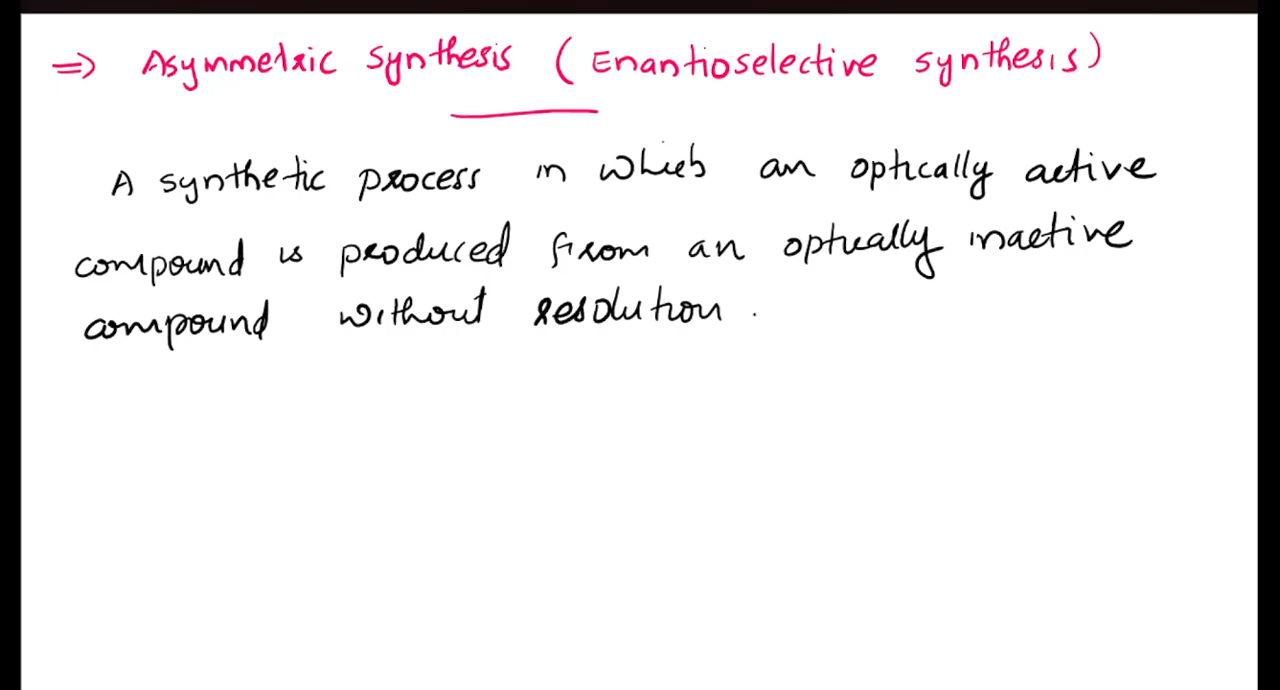 ⇒ Asymmetric synthesis (Enantioselective synthesis)
A synthetic process in which an optically active
compound is produced from an optically inactive
compound without resolution.